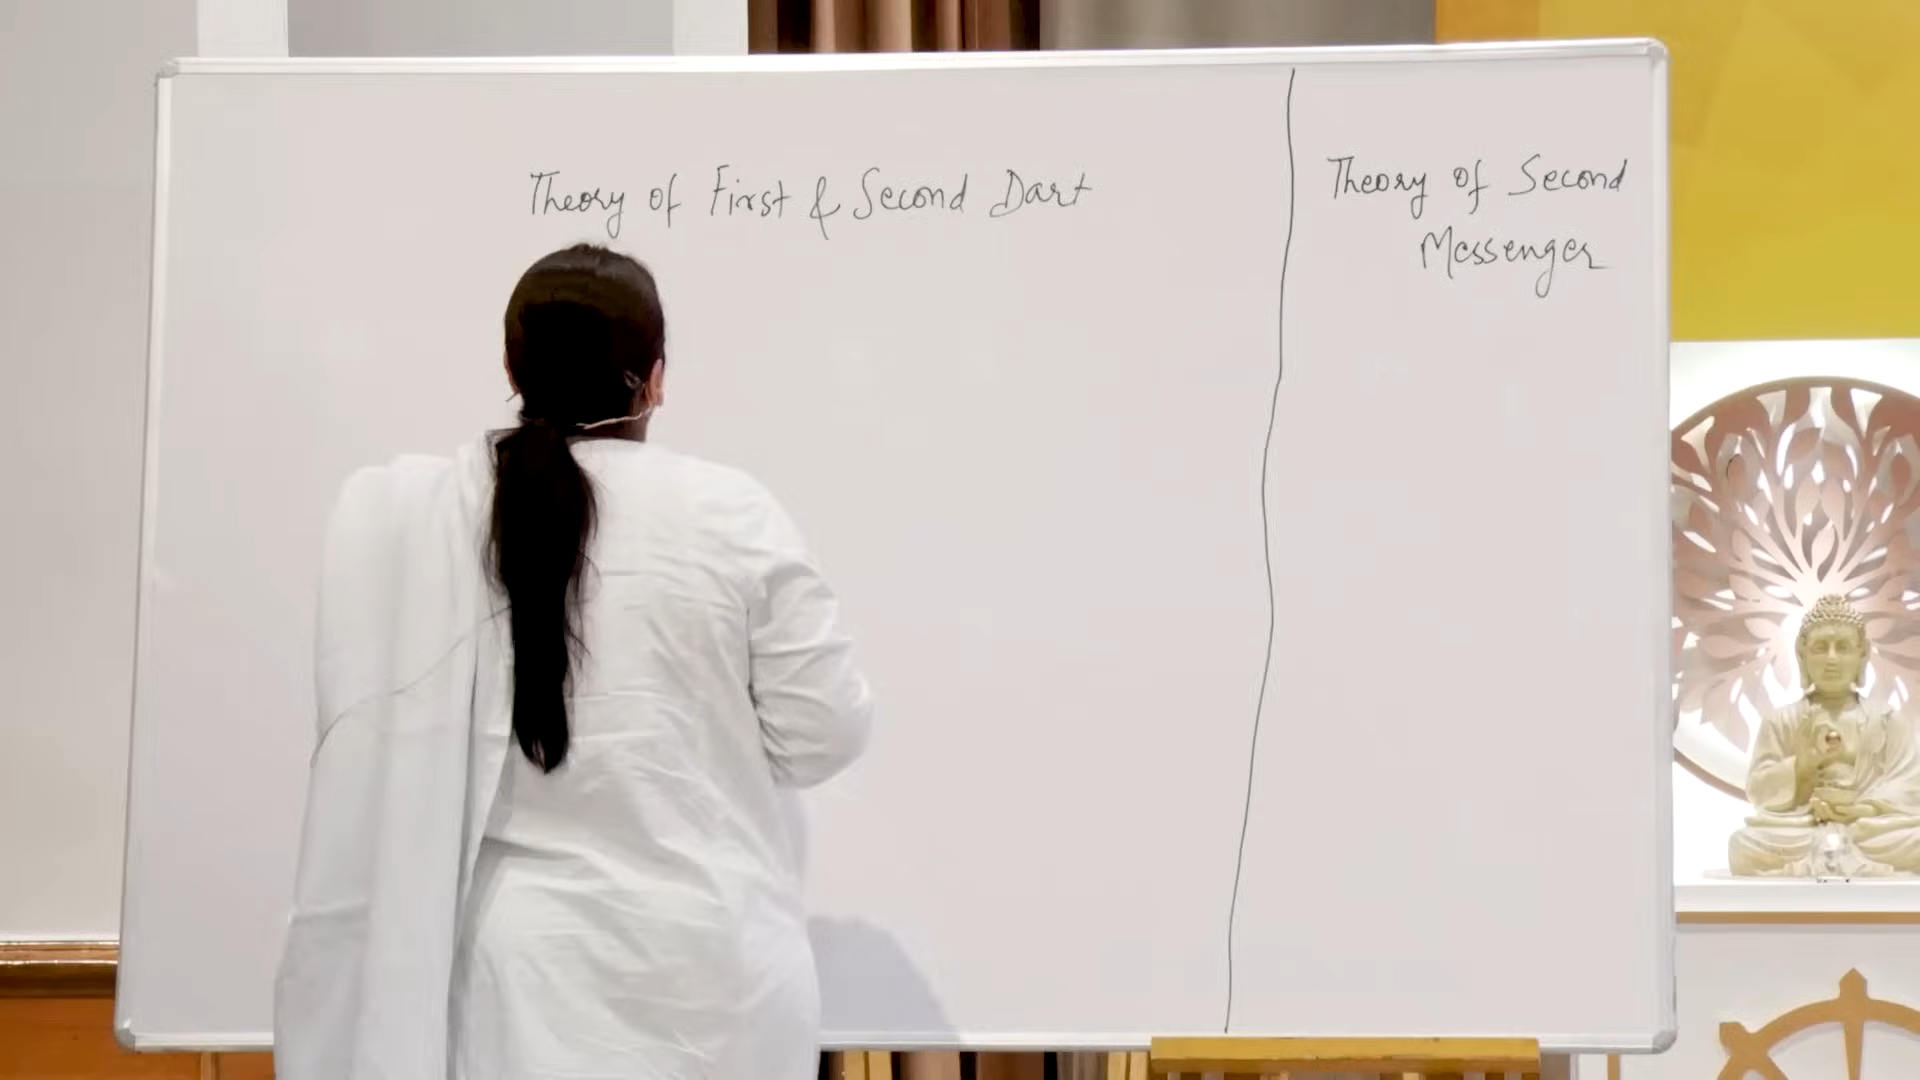 Theory of First & Second Dart
Theory of Second
Messenger